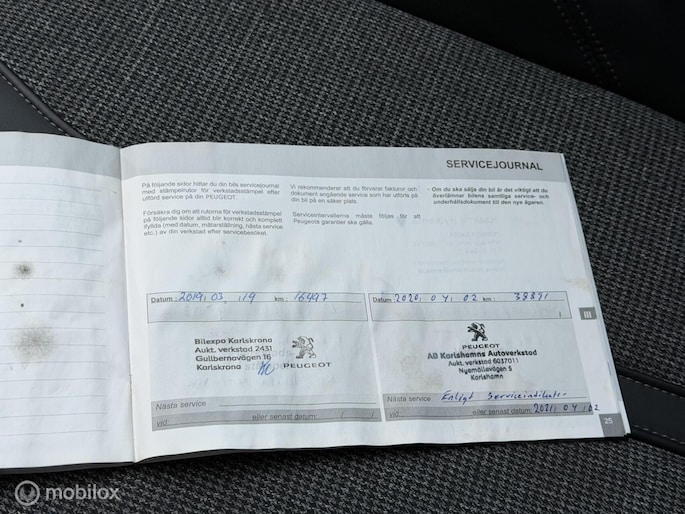 SERVICEJOURNAL
På följande sidor hittar du din bils servicejournal
med stämpelrutor för verkstadsstämpel efter
utförd service på din PEUGEOT.
Försäkra dig om att rutorna för verkstadsstämpel
på följande sidor alltid blir korrekt och komplett
ifyllda (med datum, mätarställning, nästa service
etc.) av din verkstad efter servicebesöket.
Vi rekommenderar att du förvarar fakturor och
dokument angående service som har utförts på
din bil på en säker plats.
Serviceintervallerna måste följas för att
Peugeots garantier ska gälla.
- Om du ska sälja din bil är det viktigt att du
överlämnar bilens samtliga service- och
underhållsdokument till den nye ägaren.
Datum: 2019, 03, 19 km: 16497
Bilexpo Karlskrona
Aukt. verkstad 2431
Gullbernavägen 16
Karlskrona
PEUGEOT
Nästa service
vid: eller senast datum: / /
Datum: 2020, 04, 02 km: 38891
PEUGEOT
AB Karlshamns Autoverkstad
Aukt. verkstad 6037011
Nyemöllevägen 5
Karlshamn
Nästa service Enligt Serviceindikator
vid: eller senast datum: 2021, 04, 02
III
25
mobilox